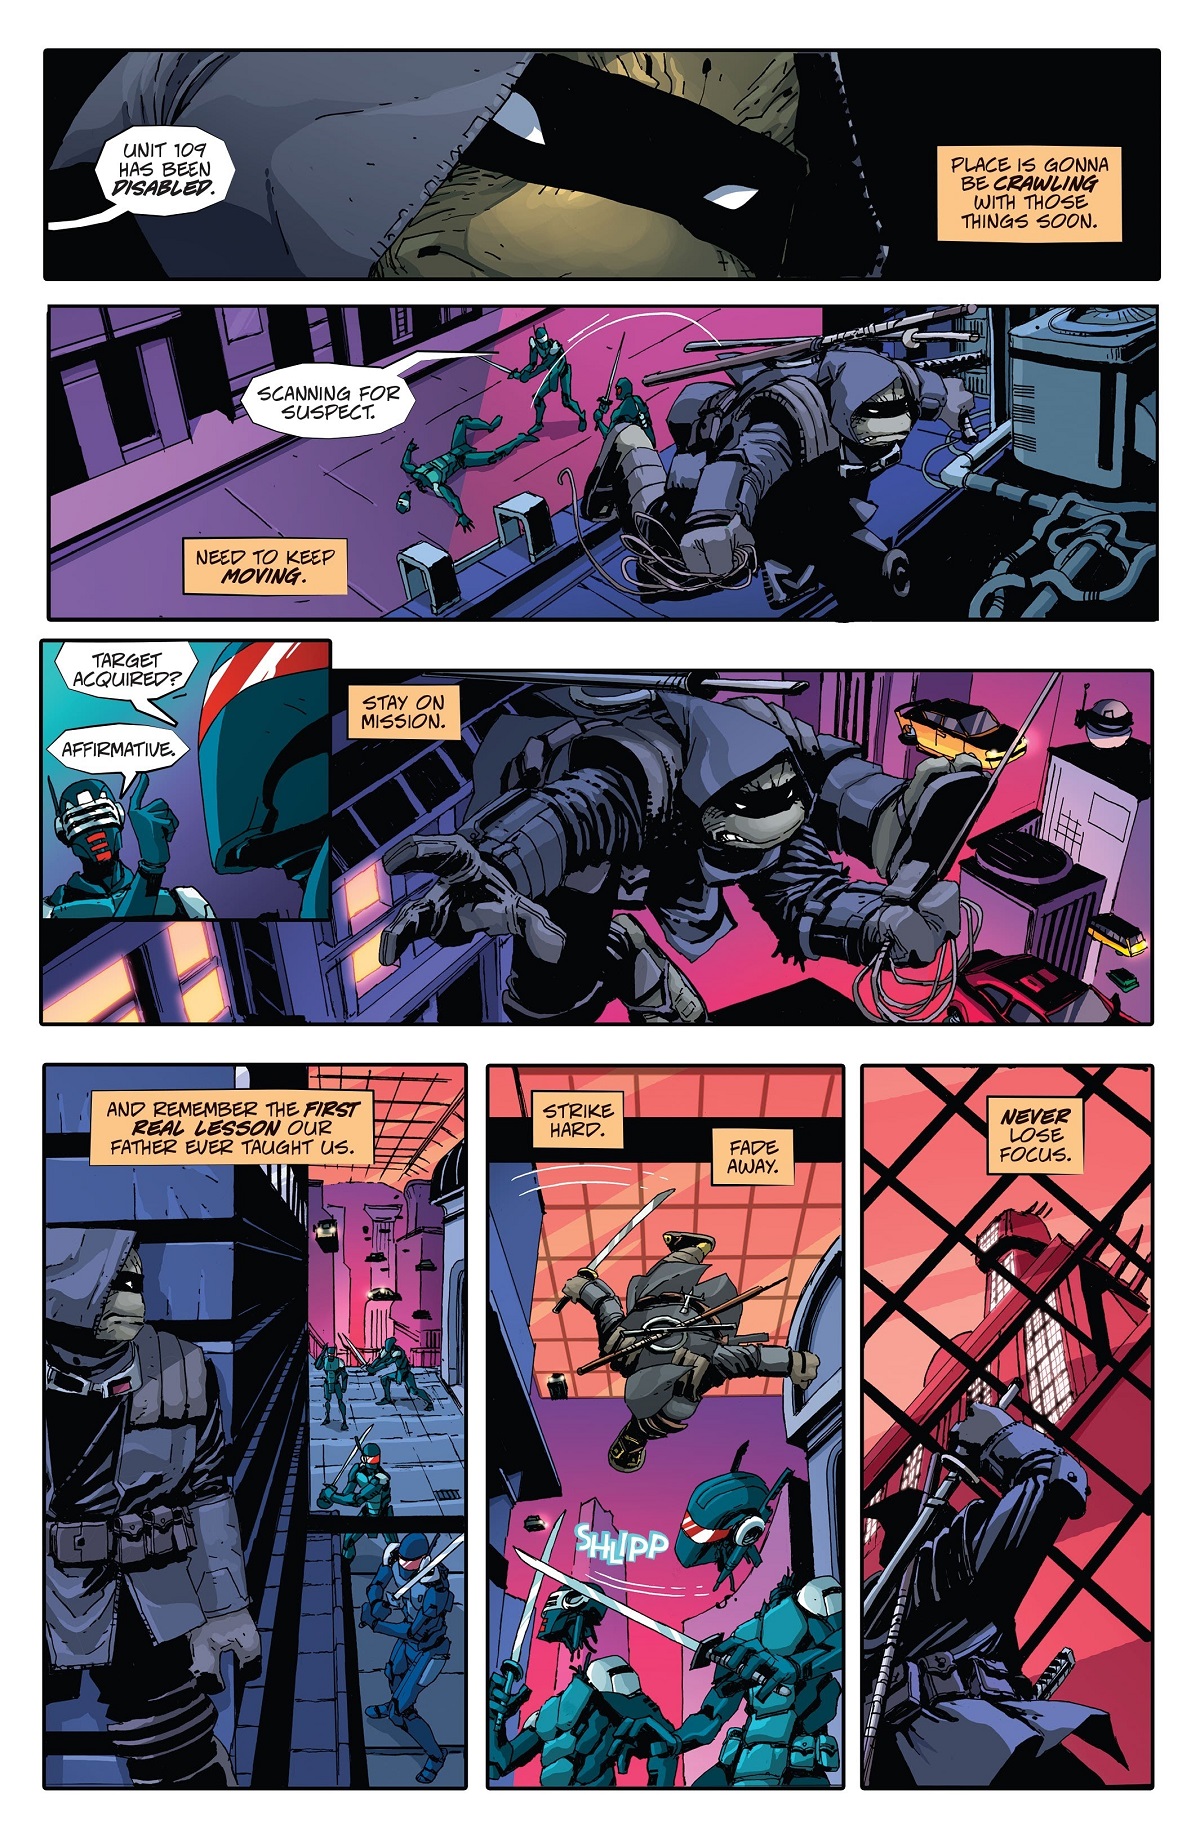 UNIT 109
HAS BEEN
DISABLED.
PLACE IS GONNA
BE CRAWLING
WITH THOSE
THINGS SOON.
SCANNING FOR
SUSPECT.
NEED TO KEEP
MOVING.
TARGET
ACQUIRED?
AFFIRMATIVE.
STAY ON
MISSION.
AND REMEMBER THE FIRST
REAL LESSON OUR
FATHER EVER TAUGHT US.
STRIKE
HARD.
FADE
AWAY.
SHLIPP
NEVER
LOSE
FOCUS.